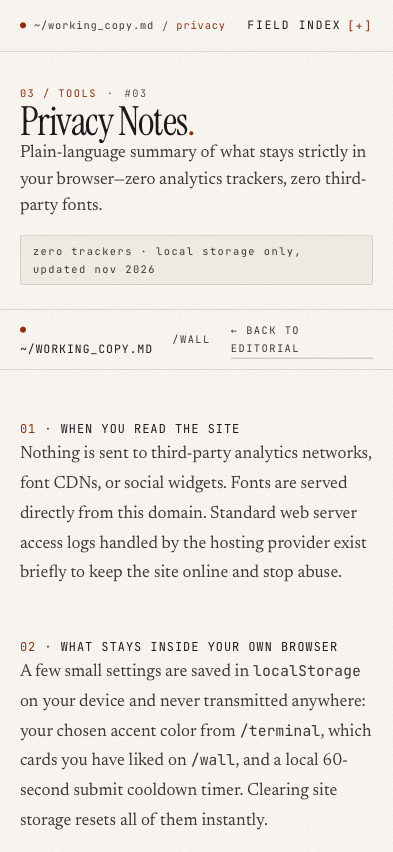 ● ~/working_copy.md / privacy FIELD INDEX [+]
03 / TOOLS · #03
Privacy Notes.
Plain-language summary of what stays strictly in
your browser—zero analytics trackers, zero third-
party fonts.
zero trackers · local storage only,
updated nov 2026
●
~/WORKING_COPY.MD
/WALL
← BACK TO
EDITORIAL
01 · WHEN YOU READ THE SITE
Nothing is sent to third-party analytics networks,
font CDNs, or social widgets. Fonts are served
directly from this domain. Standard web server
access logs handled by the hosting provider exist
briefly to keep the site online and stop abuse.
02 · WHAT STAYS INSIDE YOUR OWN BROWSER
A few small settings are saved in localStorage
on your device and never transmitted anywhere:
your chosen accent color from /terminal, which
cards you have liked on /wall, and a local 60-
second submit cooldown timer. Clearing site
storage resets all of them instantly.